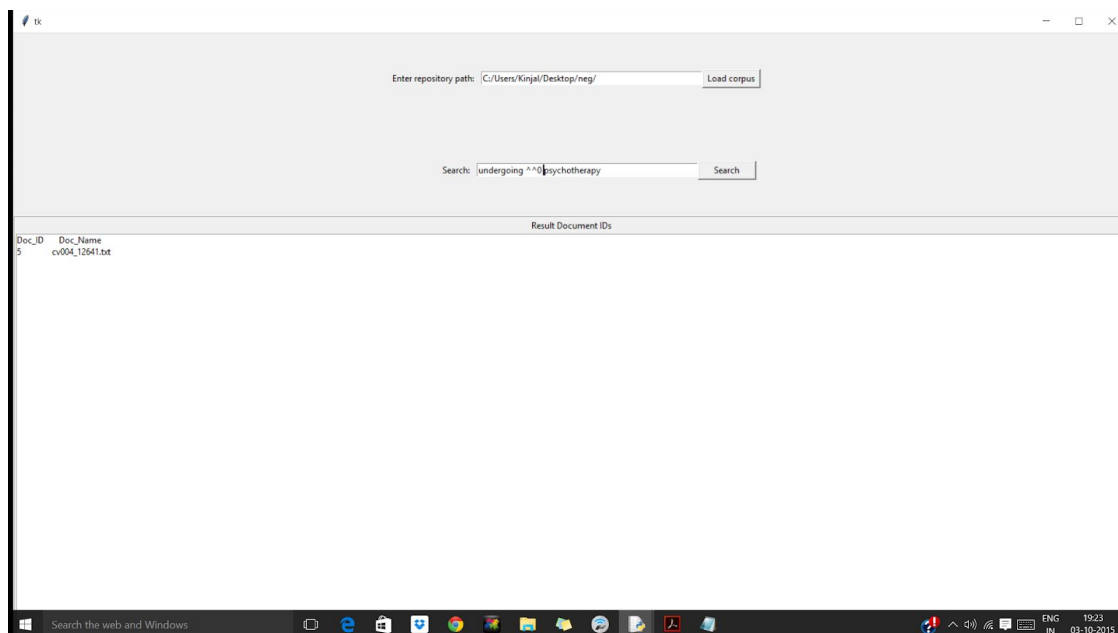 tk
Enter repository path: C:/Users/Kinjal/Desktop/neg/ Load corpus
Search: undergoing ^^0 psychotherapy Search
Result Document IDs
Doc_ID Doc_Name
5 cv004_12641.txt
Search the web and Windows
ENG 19:23
IN 03-10-2015